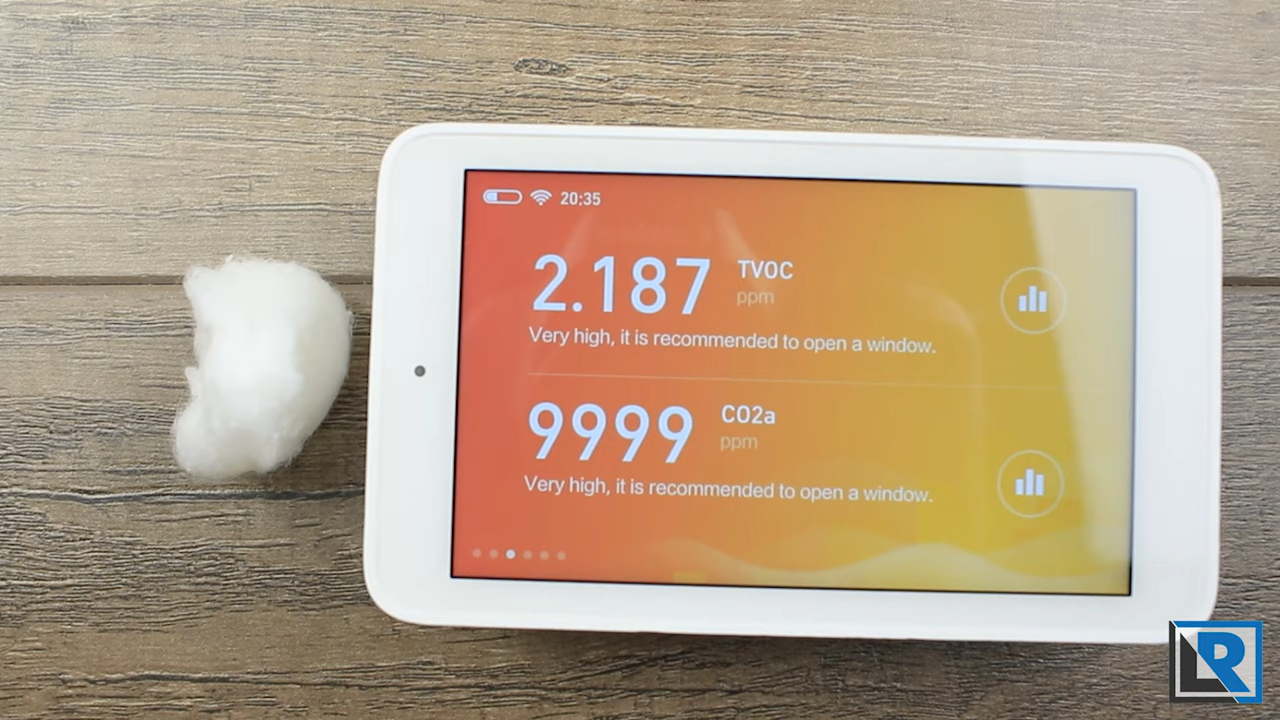 20:35
2.187 TVOC
ppm
Very high, it is recommended to open a window.
9999 CO2a
ppm
Very high, it is recommended to open a window.
LR